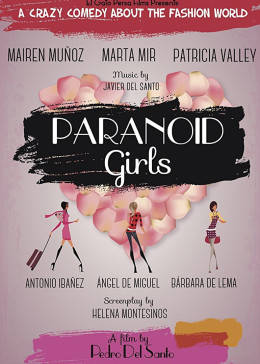 El Gato Persa Films Presents
A CRAZY COMEDY ABOUT THE FASHION WORLD
MAIREN MUÑOZ MARTA MIR PATRICIA VALLEY
Music by
JAVIER DEL SANTO
PARANOID
Girls
ANTONIO IBAÑEZ ÁNGEL DE MIGUEL BÁRBARA DE LEMA
Screenplay by
HELENA MONTESINOS
A film by
Pedro Del Santo